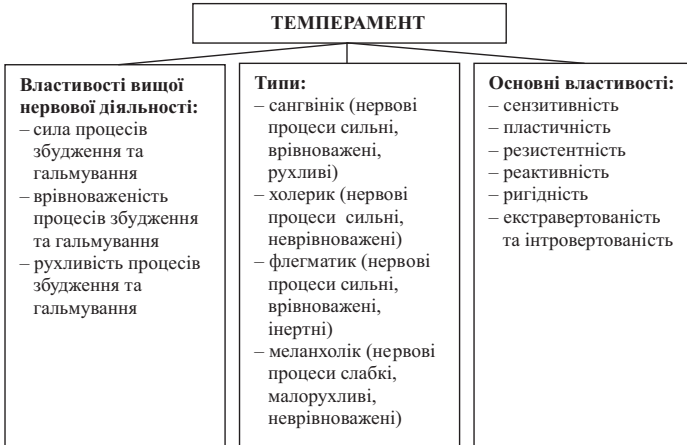 ТЕМПЕРАМЕНТ
Властивості вищої
нервової діяльності:
– сила процесів
збудження та
гальмування
– врівноваженість
процесів збудження
та гальмування
– рухливість процесів
збудження та
гальмування
Типи:
– сангвінік (нервові
процеси сильні,
врівноважені,
рухливі)
– холерик (нервові
процеси сильні,
неврівноважені)
– флегматик (нервові
процеси сильні,
врівноважені,
інертні)
– меланхолік (нервові
процеси слабкі,
малорухливі,
неврівноважені)
Основні властивості:
– сензитивність
– пластичність
– резистентність
– реактивність
– ригідність
– екстравертованість
та інтровертованість